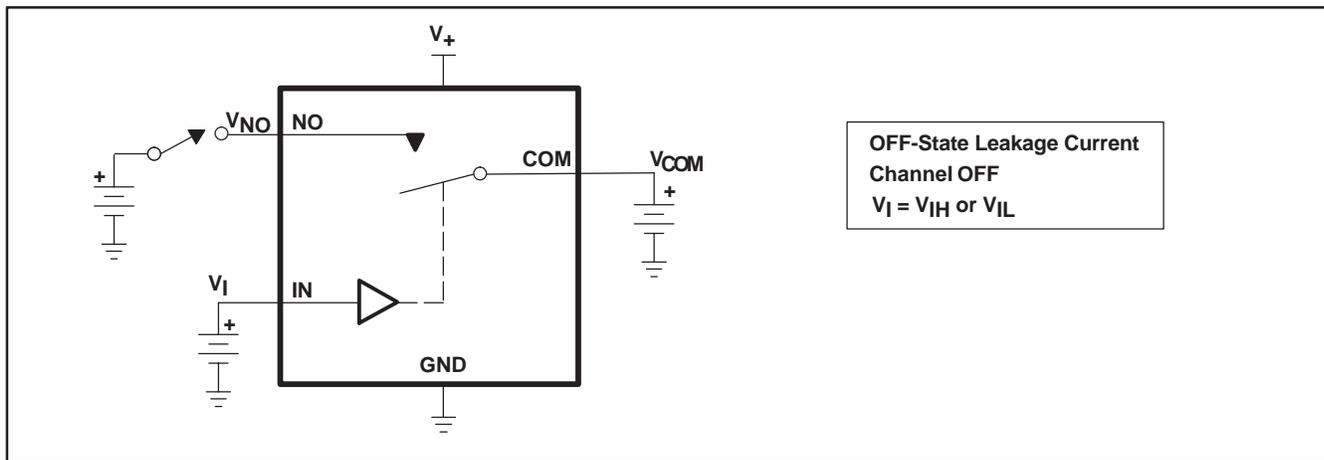 V+
VNO NO
COM VCOM
+
+
VI IN
+
GND
OFF-State Leakage Current
Channel OFF
VI = VIH or VIL